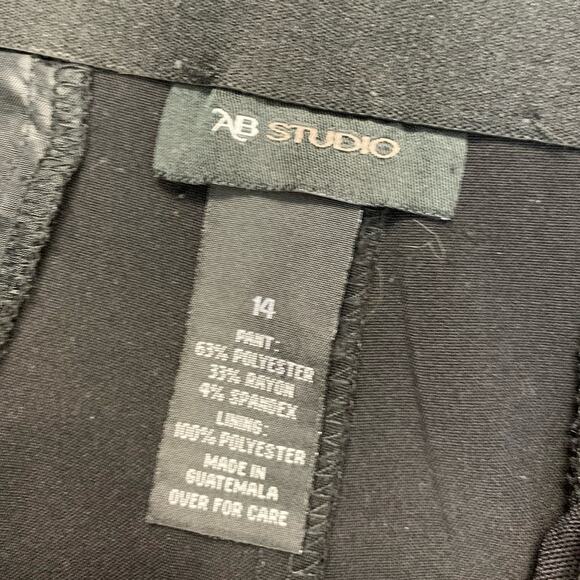 AB STUDIO
14
PANT:
63% POLYESTER
33% RAYON
4% SPANDEX
LINING:
100% POLYESTER
MADE IN
GUATEMALA
OVER FOR CARE